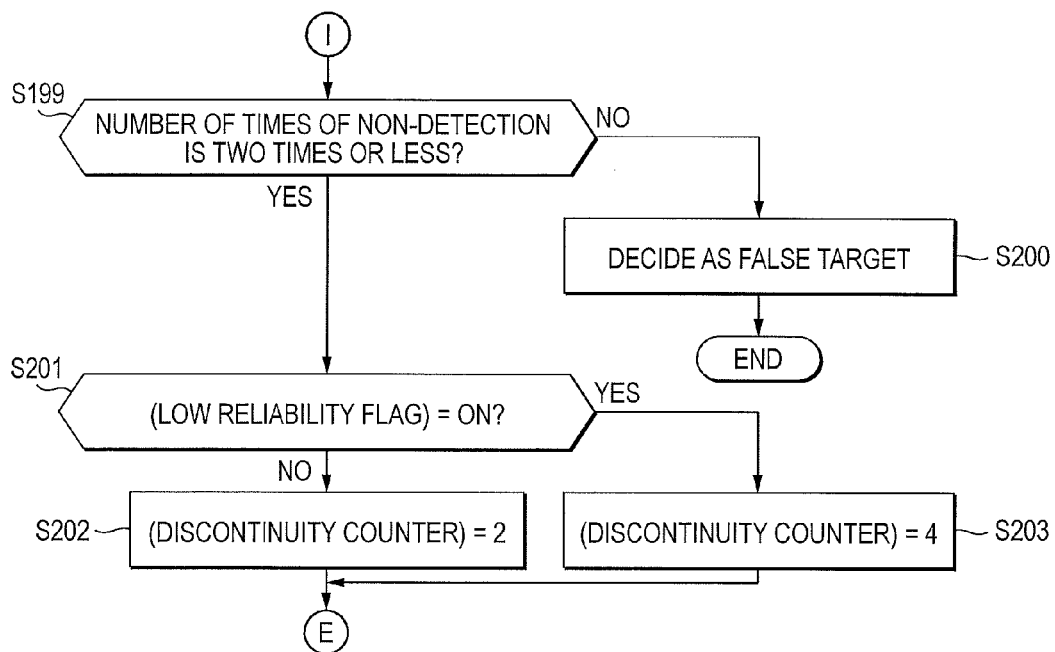 I
S199
NUMBER OF TIMES OF NON-DETECTION
IS TWO TIMES OR LESS?
NO
YES
DECIDE AS FALSE TARGET
S200
END
S201
(LOW RELIABILITY FLAG) = ON?
YES
NO
S202
(DISCONTINUITY COUNTER) = 2
(DISCONTINUITY COUNTER) = 4
S203
E